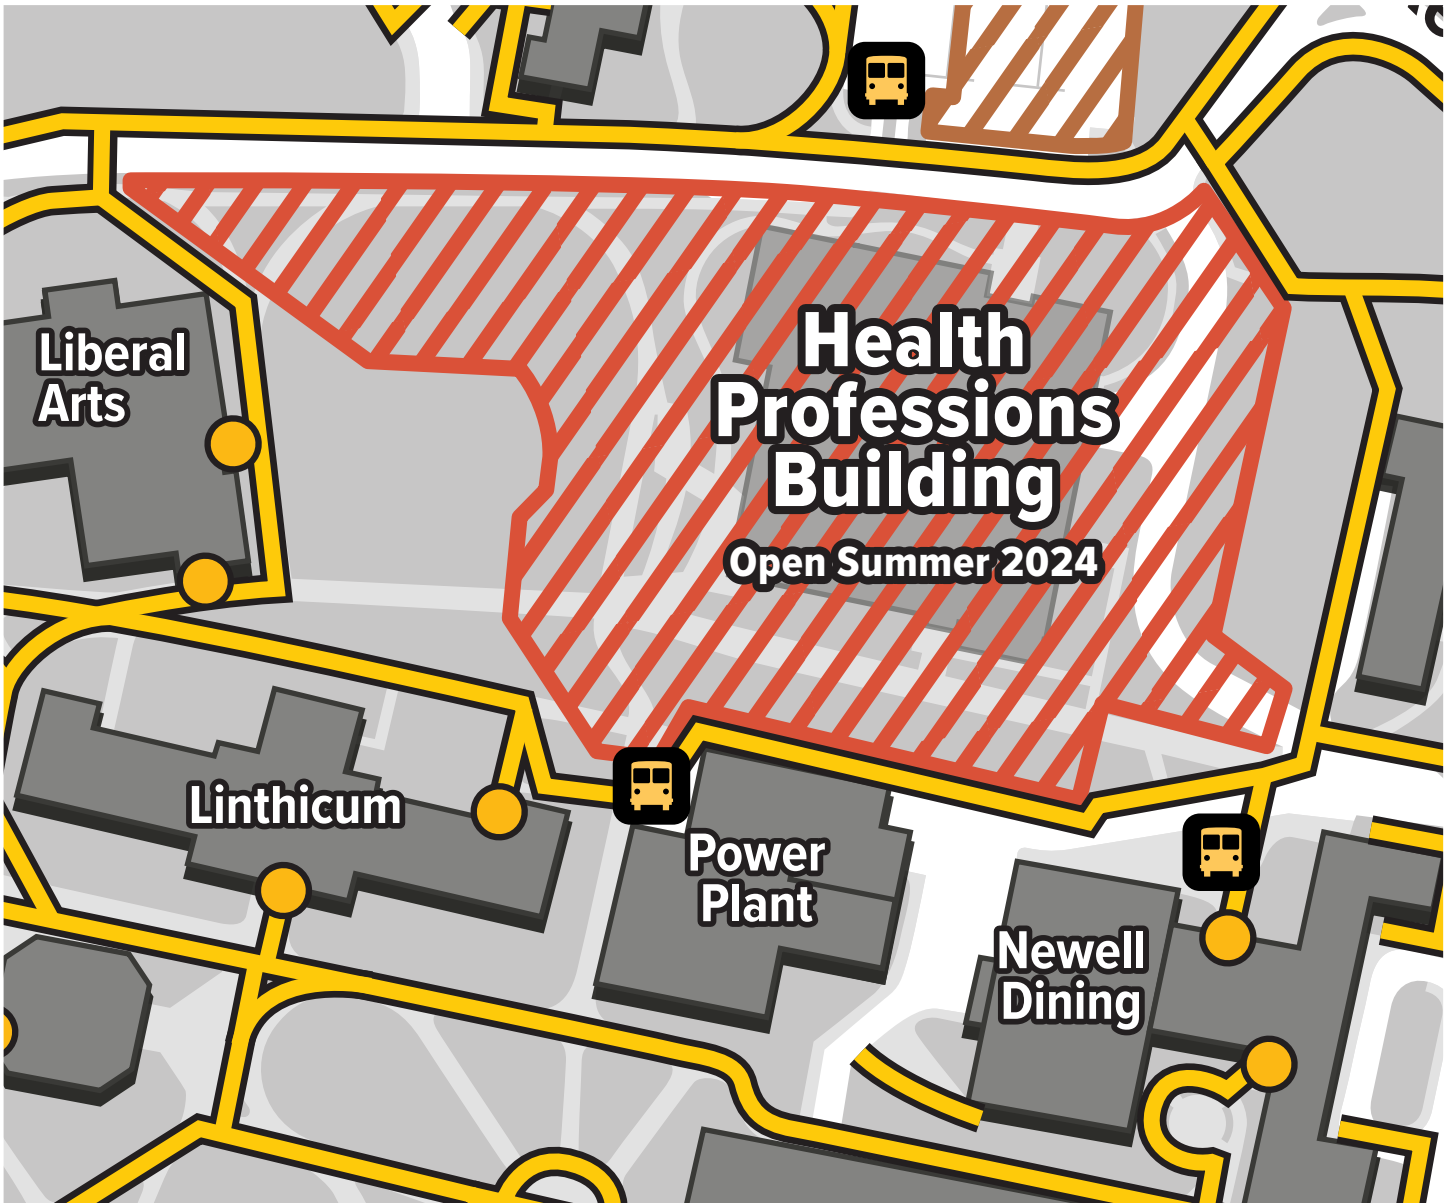 Health
Professions
Building
Open Summer 2024
Liberal
Arts
Linthicum
Power
Plant
Newell
Dining